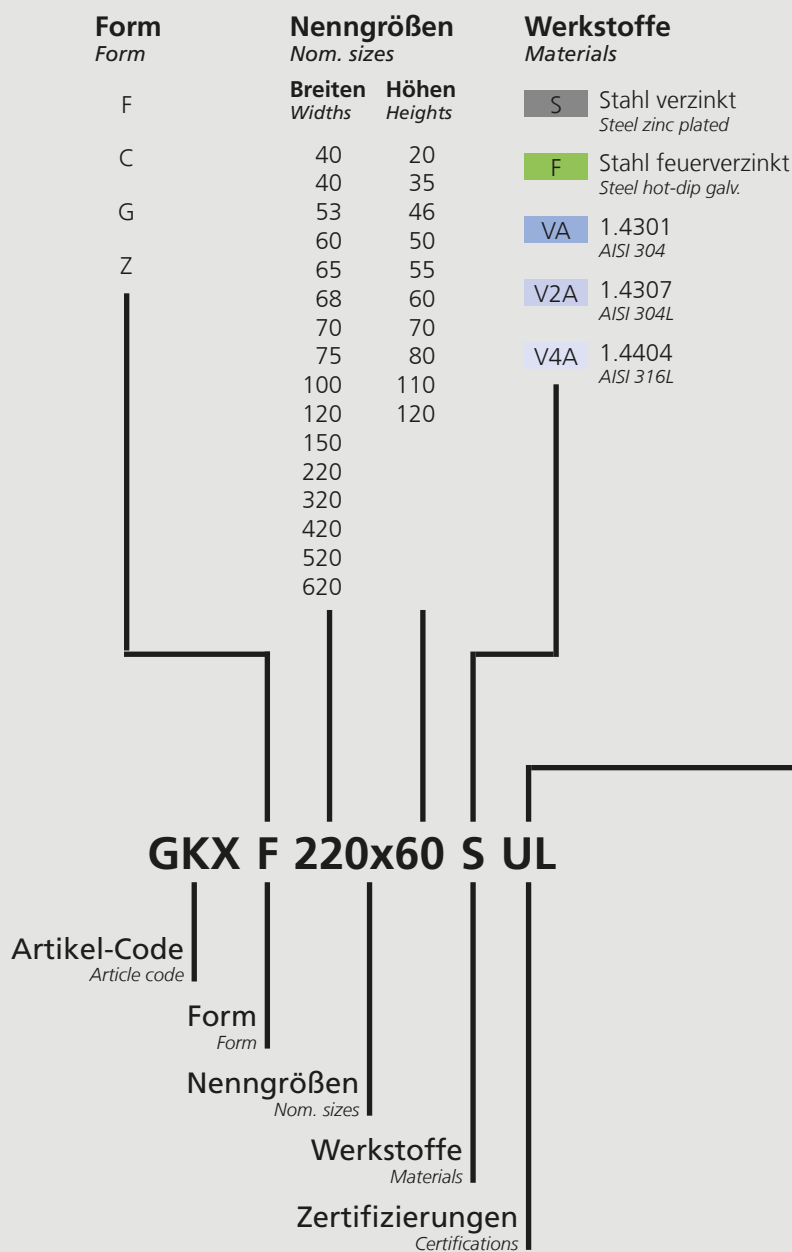 Form
Form
F
C
G
Z
Nenngrößen
Nom. sizes
Breiten Höhen
Widths Heights
40 20
40 35
53 46
60 50
65 55
68 60
70 70
75 80
100 110
120 120
150
220
320
420
520
620
Werkstoffe
Materials
S Stahl verzinkt
Steel zinc plated
F Stahl feuerverzinkt
Steel hot-dip galv.
VA 1.4301
AISI 304
V2A 1.4307
AISI 304L
V4A 1.4404
AISI 316L
GKX F 220x60 S UL
Artikel-Code
Article code
Form
Form
Nenngrößen
Nom. sizes
Werkstoffe
Materials
Zertifizierungen
Certifications